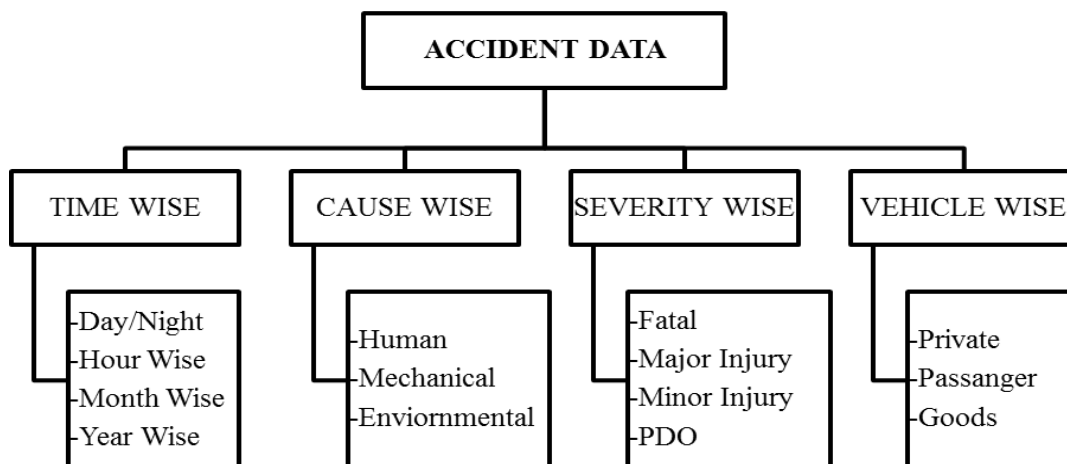 ACCIDENT DATA
TIME WISE
CAUSE WISE
SEVERITY WISE
VEHICLE WISE
-Day/Night
-Hour Wise
-Month Wise
-Year Wise
-Human
-Mechanical
-Enviornmental
-Fatal
-Major Injury
-Minor Injury
-PDO
-Private
-Passanger
-Goods